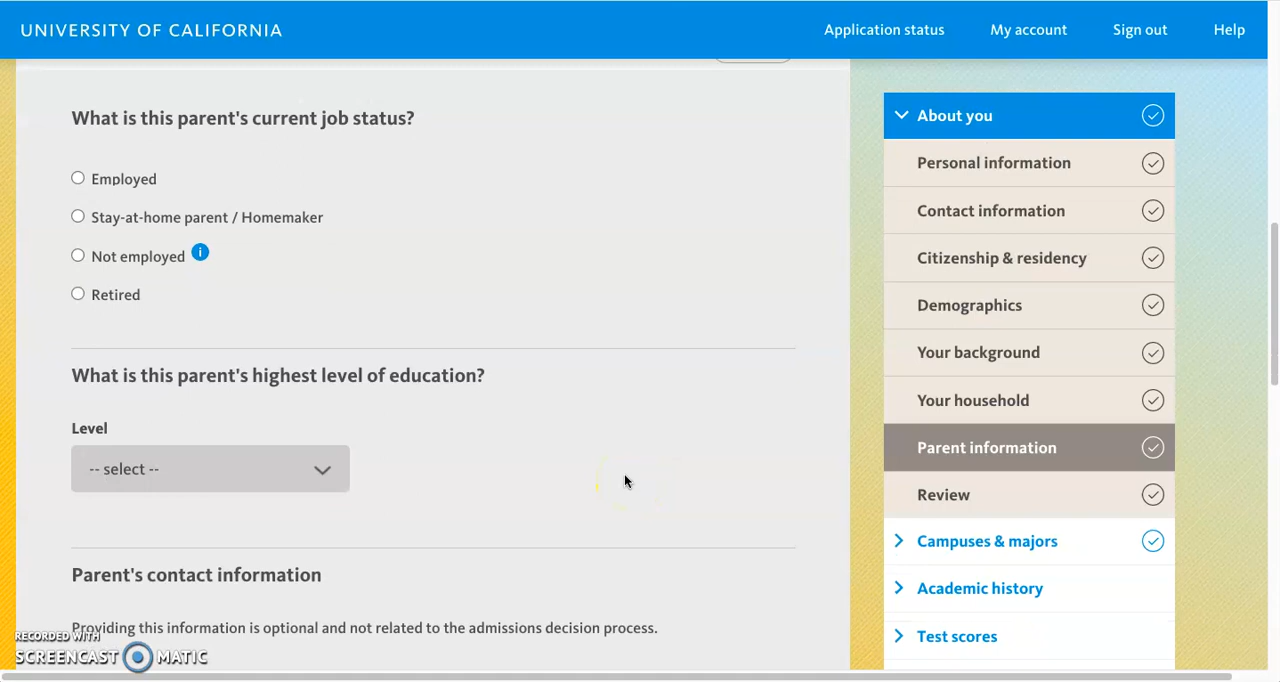 UNIVERSITY OF CALIFORNIA
Application status
My account
Sign out
Help
What is this parent's current job status?
Employed
Stay-at-home parent / Homemaker
Not employed i
Retired
What is this parent's highest level of education?
Level
-- select --
Parent's contact information
Providing this information is optional and not related to the admissions decision process.
About you
Personal information
Contact information
Citizenship & residency
Demographics
Your background
Your household
Parent information
Review
Campuses & majors
Academic history
Test scores
RECORDED WITH
SCREENCAST MATIC